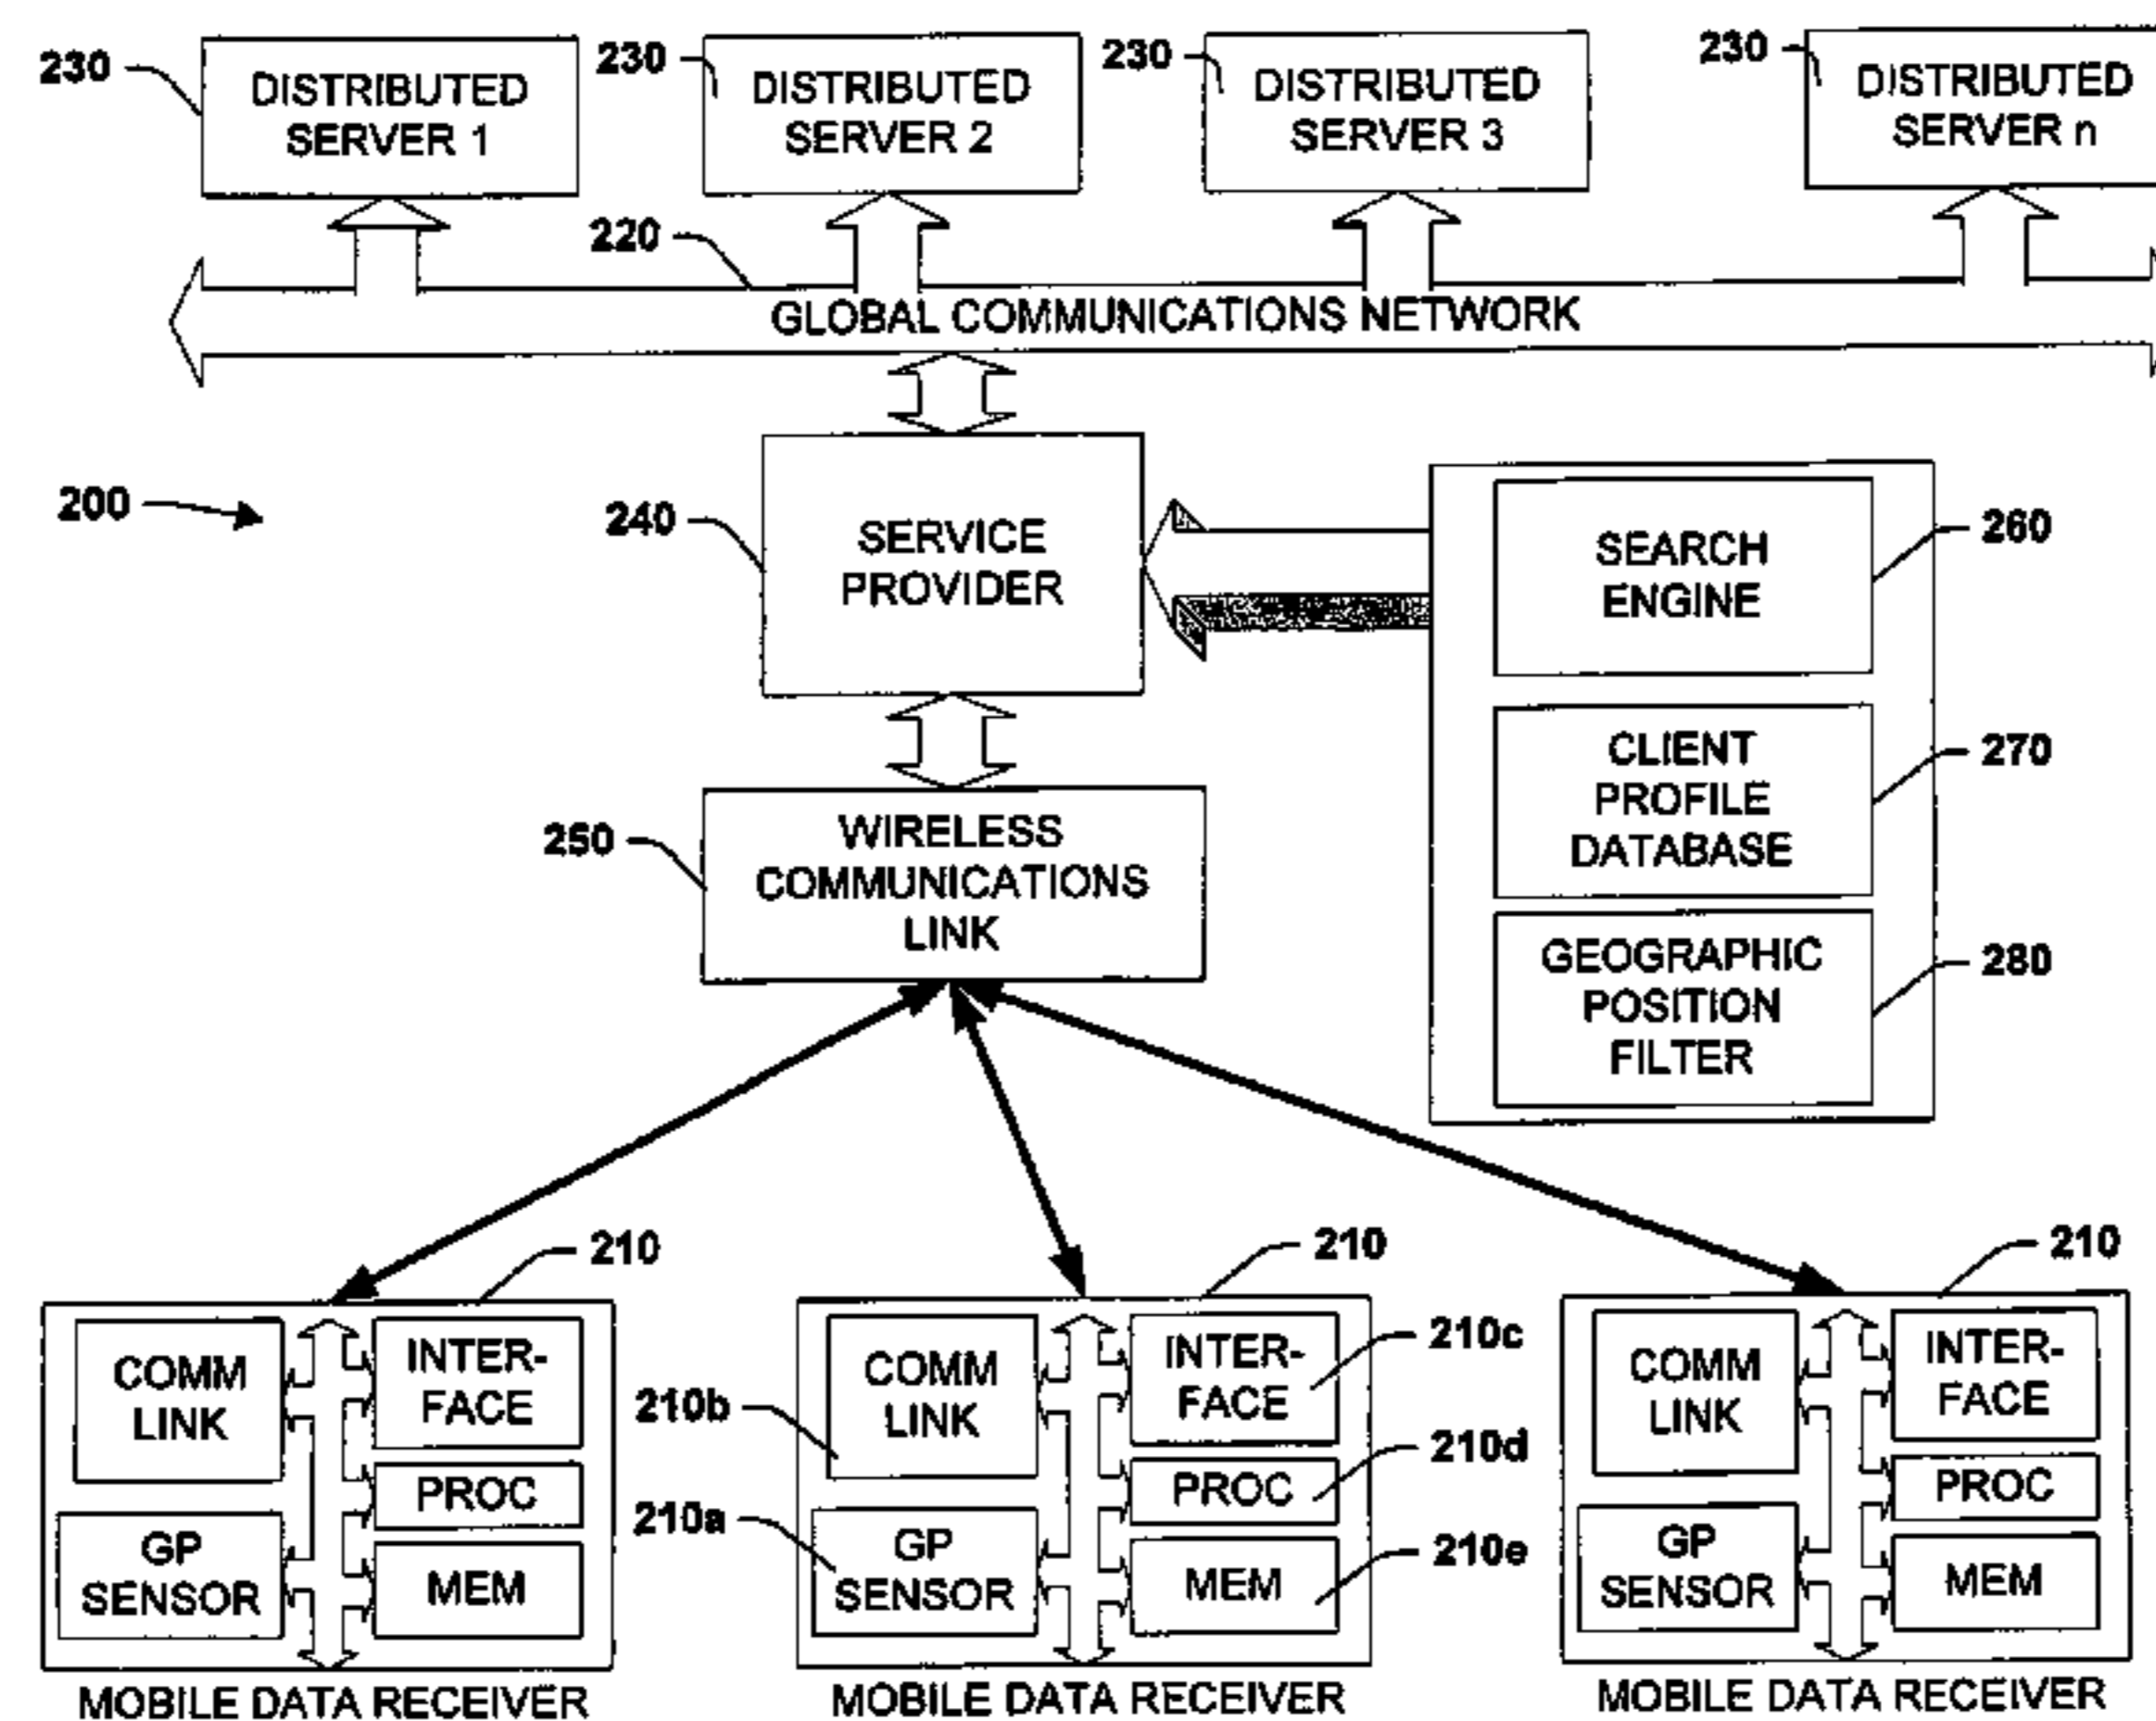 230
DISTRIBUTED
SERVER 1
230
DISTRIBUTED
SERVER 2
230
DISTRIBUTED
SERVER 3
230
DISTRIBUTED
SERVER n
220
GLOBAL COMMUNICATIONS NETWORK
200
240
SERVICE
PROVIDER
SEARCH
ENGINE
260
CLIENT
PROFILE
DATABASE
270
GEOGRAPHIC
POSITION
FILTER
280
250
WIRELESS
COMMUNICATIONS
LINK
210
COMM
LINK
INTER-
FACE
PROC
GP
SENSOR
MEM
MOBILE DATA RECEIVER
210
COMM
LINK
INTER-
FACE
210c
210b
PROC
210d
210a
GP
SENSOR
MEM
210e
MOBILE DATA RECEIVER
210
COMM
LINK
INTER-
FACE
PROC
GP
SENSOR
MEM
MOBILE DATA RECEIVER